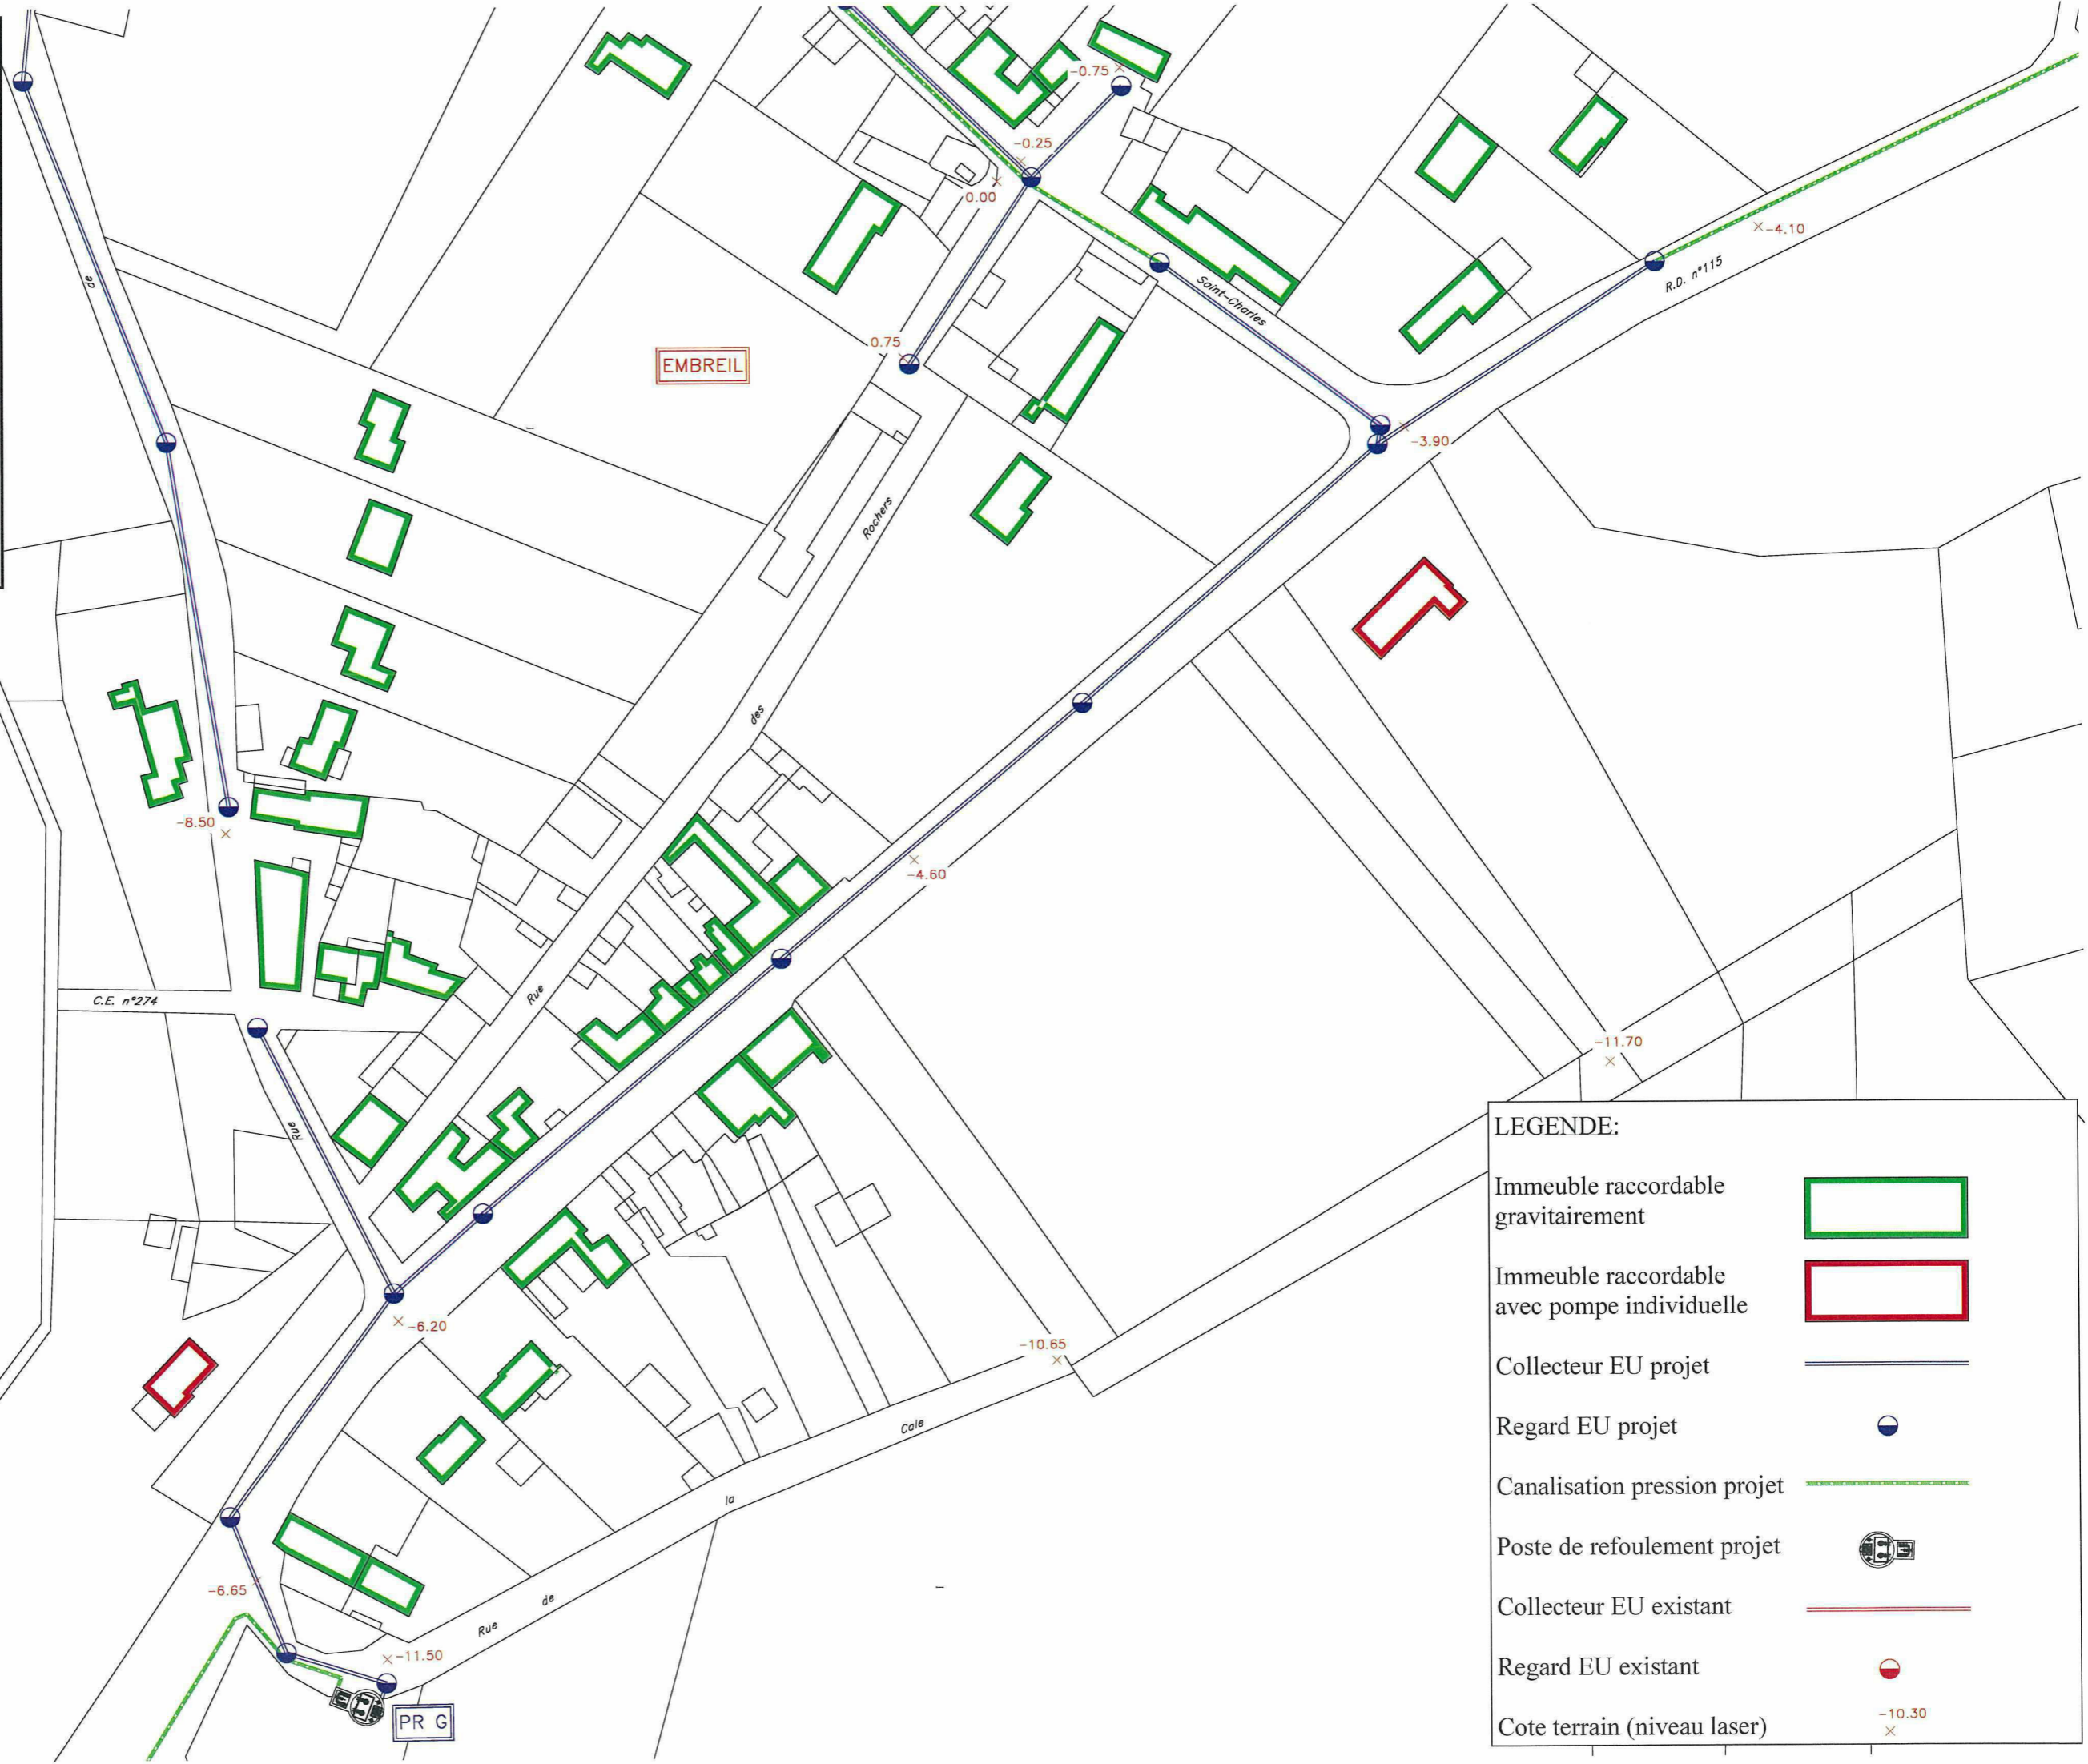 -0.75
-0.25
0.00
-4.10
R.D. n°115
de
Saint-Charles
0.75
EMBREIL
-3.90
Rochers
des
-8.50
-4.60
C.E. n°274
Rue
-11.70
Rue
-6.20
-10.65
Cale
la
de
Rue
-6.65
-11.50
PR G
LEGENDE:
Immeuble raccordable
gravitairement
Immeuble raccordable
avec pompe individuelle
Collecteur EU projet
Regard EU projet
Canalisation pression projet
Poste de refoulement projet
Collecteur EU existant
Regard EU existant
-10.30
Cote terrain (niveau laser)